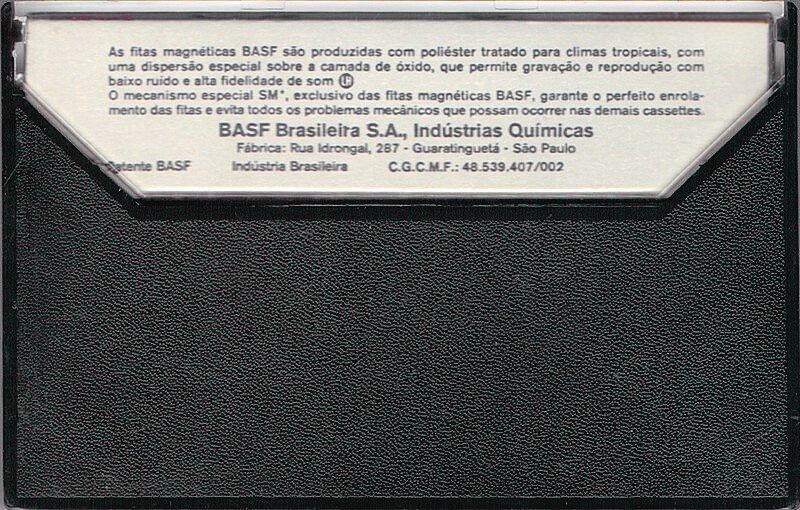 As fitas magnéticas BASF são produzidas com poliéster tratado para climas tropicais, com
uma dispersão especial sobre a camada de óxido, que permite gravação e reprodução com
baixo ruído e alta fidelidade de som LH
O mecanismo especial SM*, exclusivo das fitas magnéticas BASF, garante o perfeito enrola-
mento das fitas e evita todos os problemas mecânicos que possam ocorrer nas demais cassettes.
BASF Brasileira S.A., Indústrias Químicas
Fábrica: Rua Idrongal, 287 - Guaratinguetá - São Paulo
Patente BASF Indústria Brasileira C.G.C.M.F.: 48.539.407/002